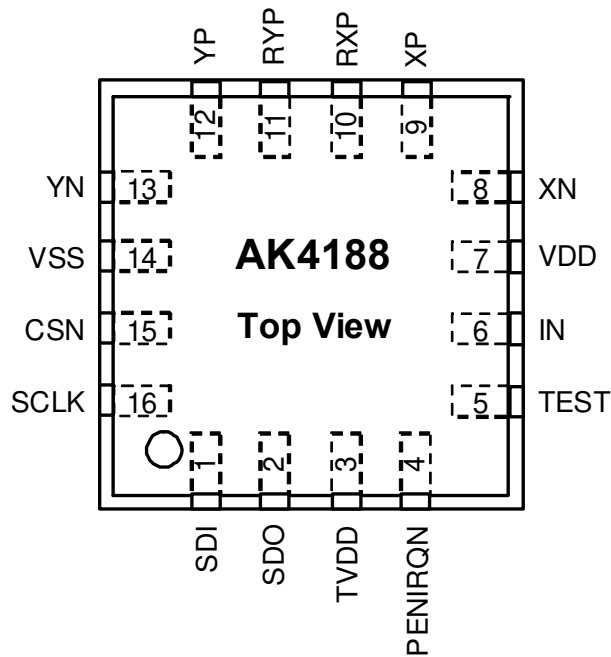 YP
RYP
RXP
XP
12
11
10
9
YN 13
8 XN
VSS 14
AK4188
7 VDD
CSN 15
Top View
6 IN
SCLK 16
5 TEST
1
2
3
4
SDI
SDO
TVDD
PENIRQN